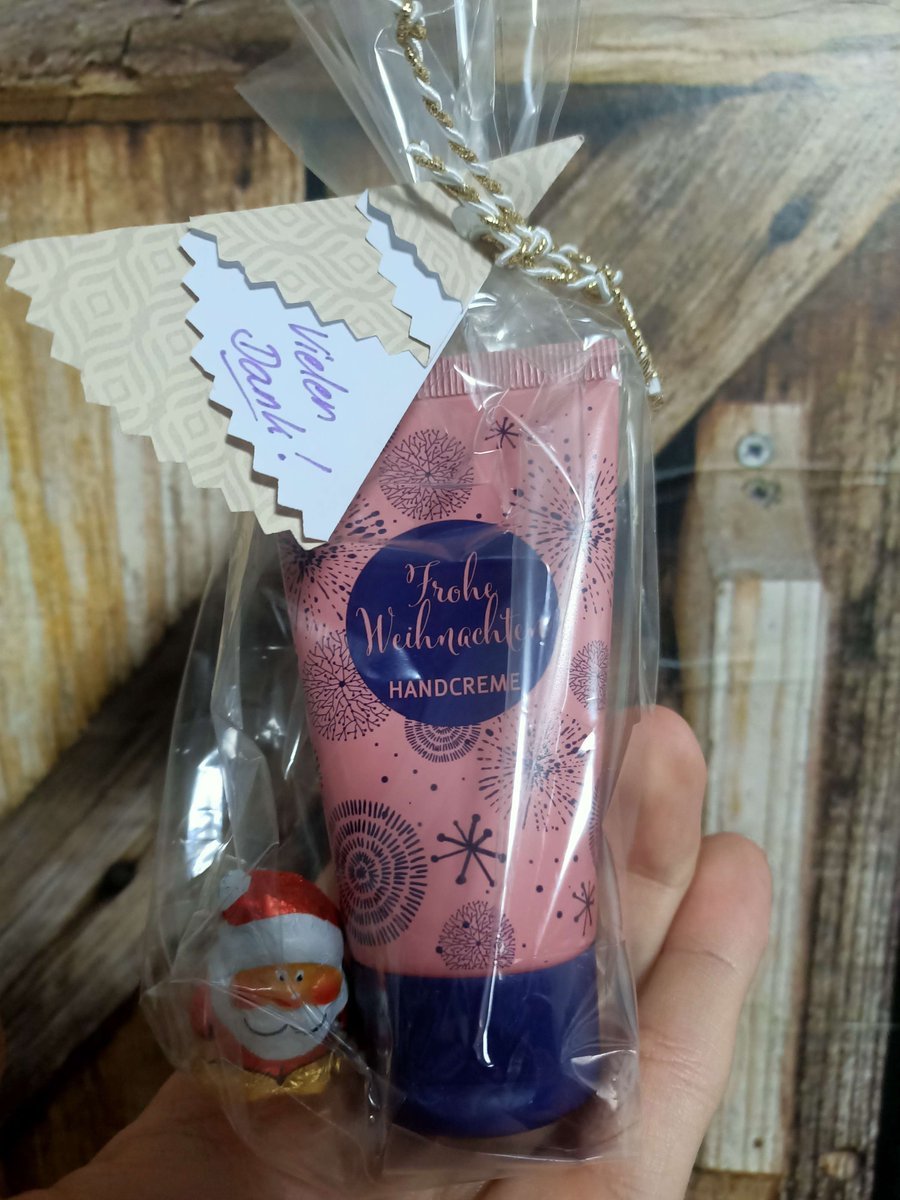 Vielen
Dank!
Frohe
Weihnachten
HANDCREME